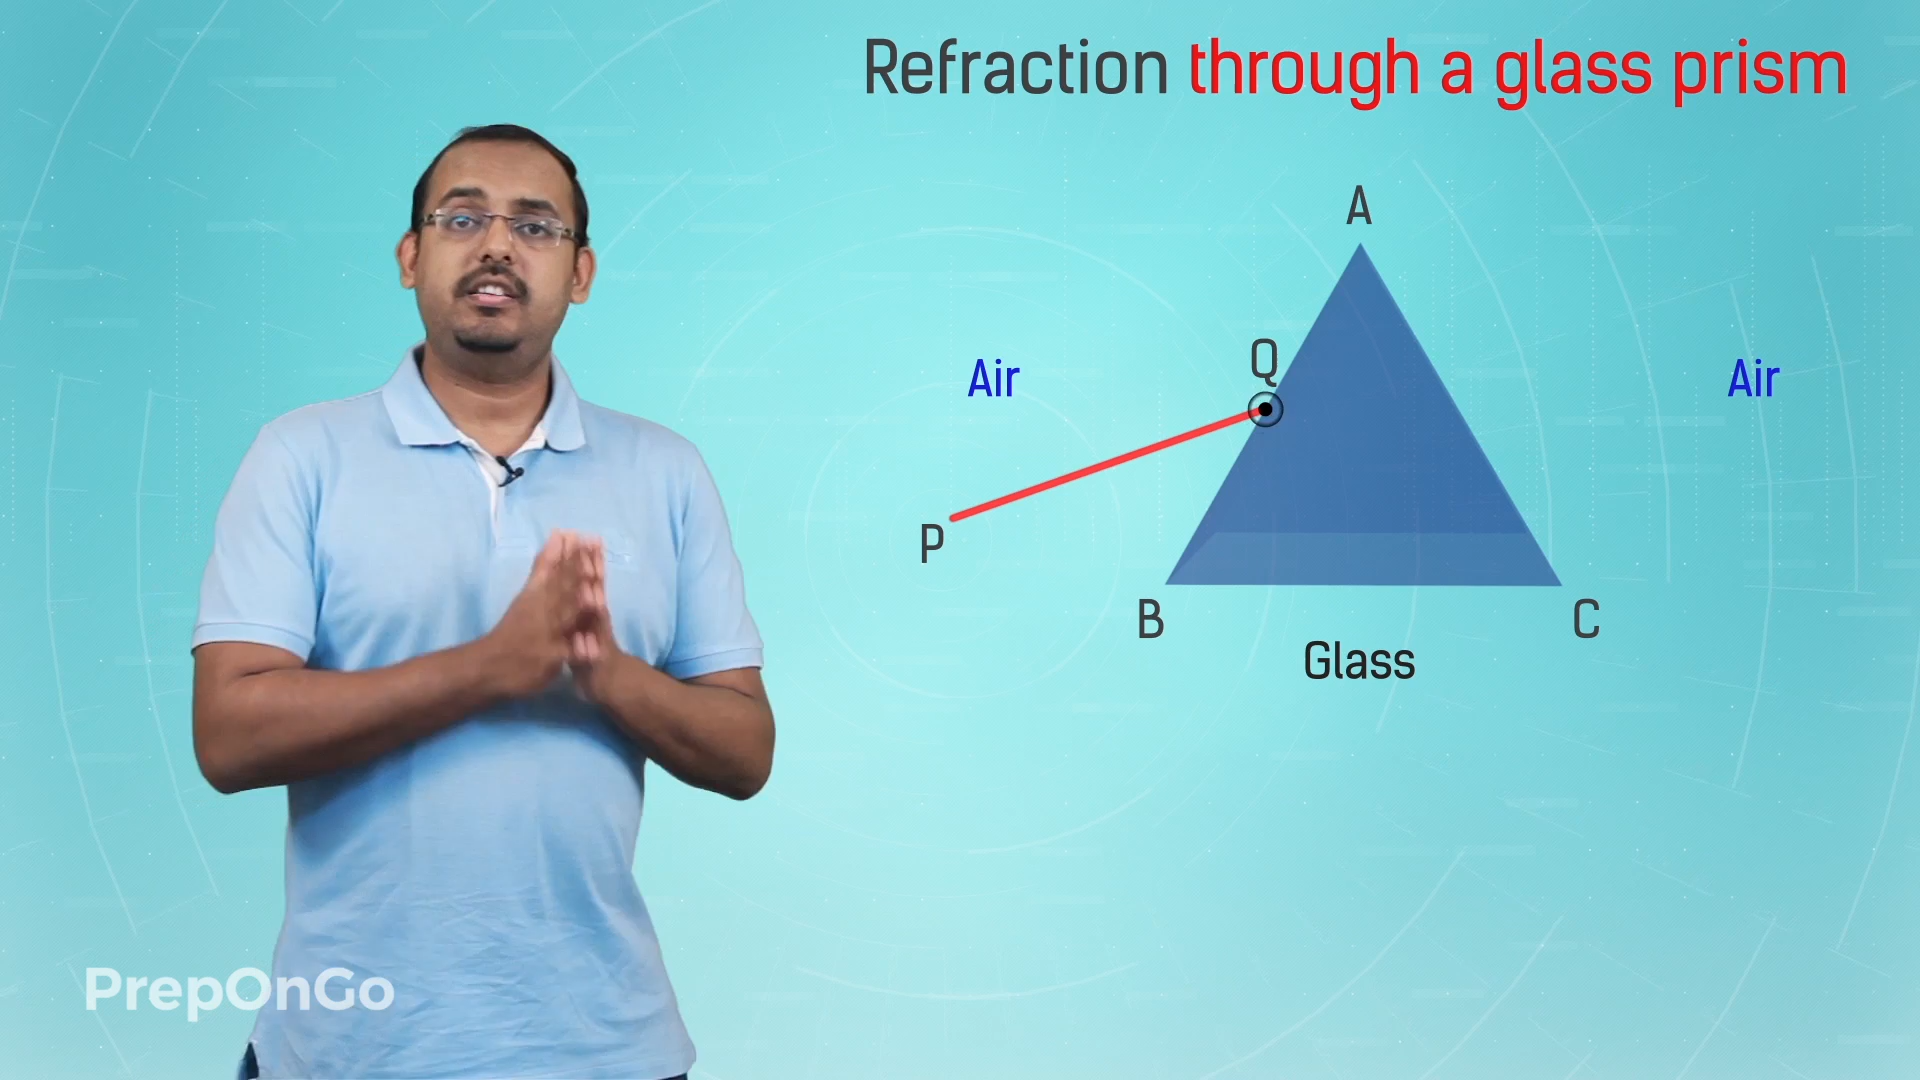 Refraction through a glass prism
A
Air
Q
Air
P
B
C
Glass
PrepOnGo